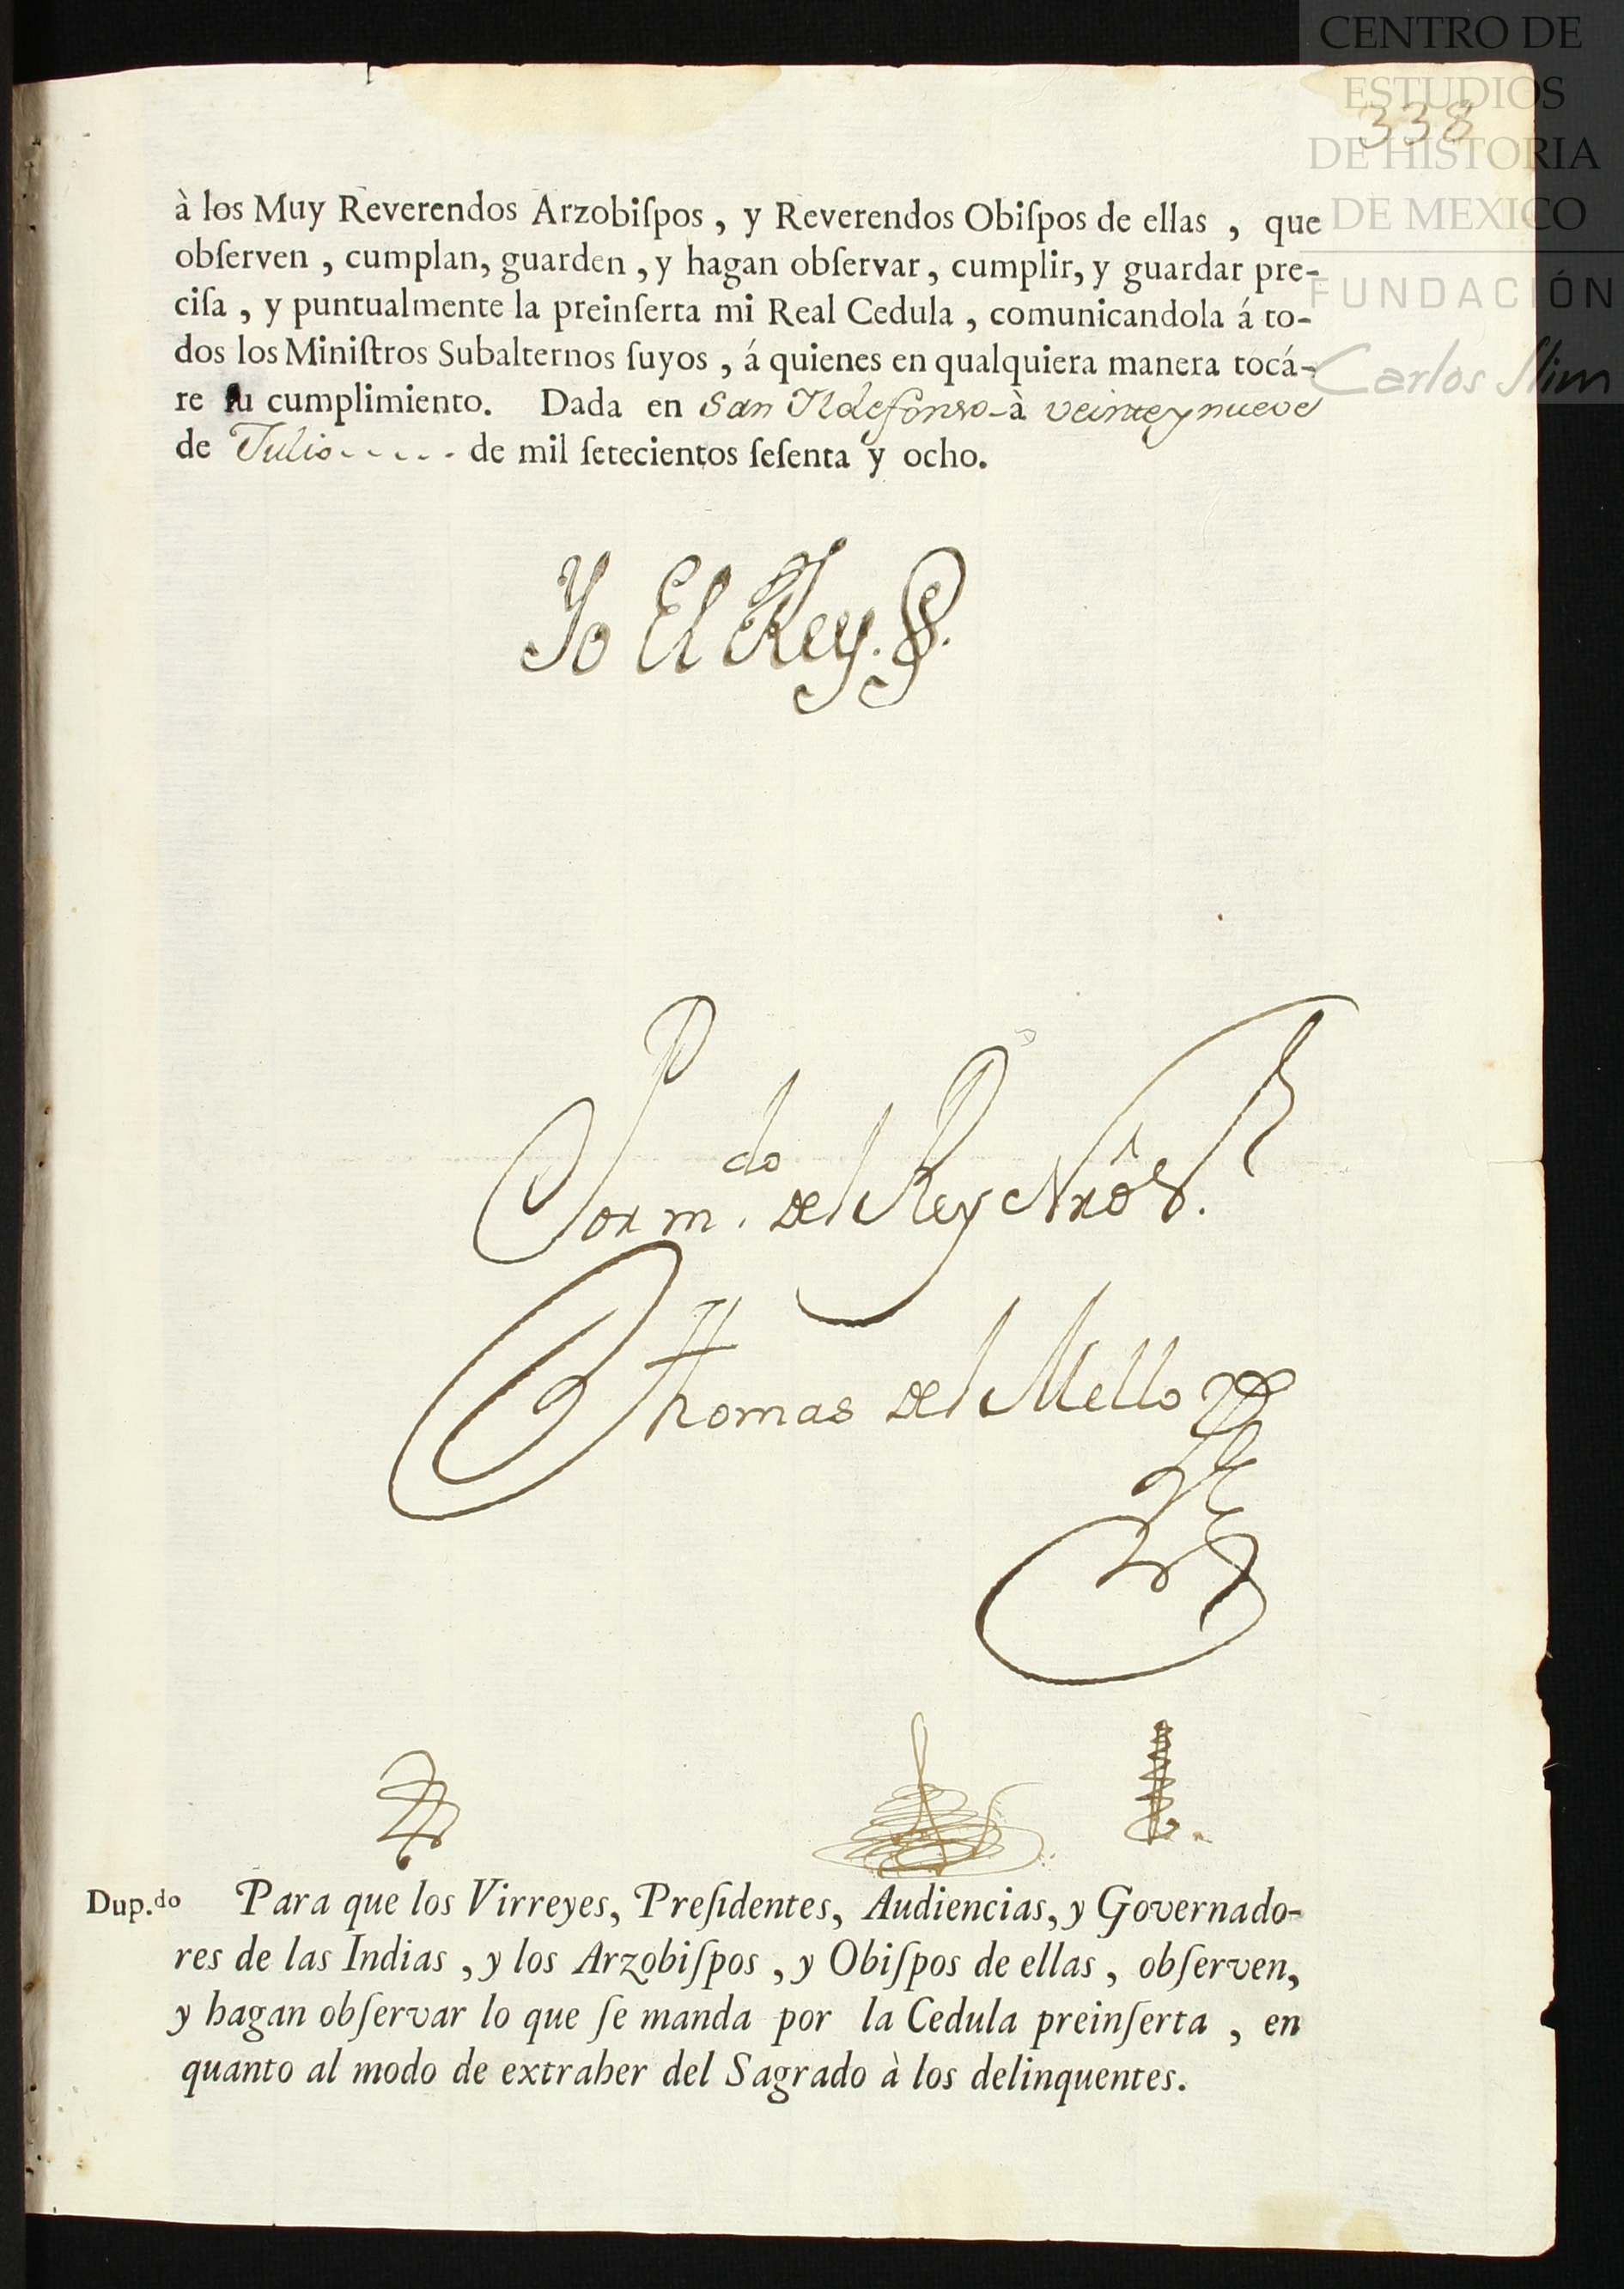 CENTRO DE
ESTUDIOS
DE HISTORIA
DE MEXICO
FUNDACIÓN
Carlos Slim
338
à los Muy Reverendos Arzobiſpos, y Reverendos Obiſpos de ellas, que
obſerven, cumplan, guarden, y hagan obſervar, cumplir, y guardar pre-
ciſa, y puntualmente la preinſerta mi Real Cedula, comunicandola á to-
dos los Miniſtros Subalternos ſuyos, á quienes en qualquiera manera tocá-
re ſu cumplimiento. Dada en San Ildefonso à veinte y nueve
de Julio - - - - - de mil ſetecientos ſeſenta y ocho.
Yo El Rey.
Por m.do del Rey Nrô S.r
Thomas del Mello
Dup.do Para que los Virreyes, Preſidentes, Audiencias, y Governado-
res de las Indias, y los Arzobiſpos, y Obiſpos de ellas, obſerven,
y hagan obſervar lo que ſe manda por la Cedula preinſerta, en
quanto al modo de extraher del Sagrado à los delinquentes.